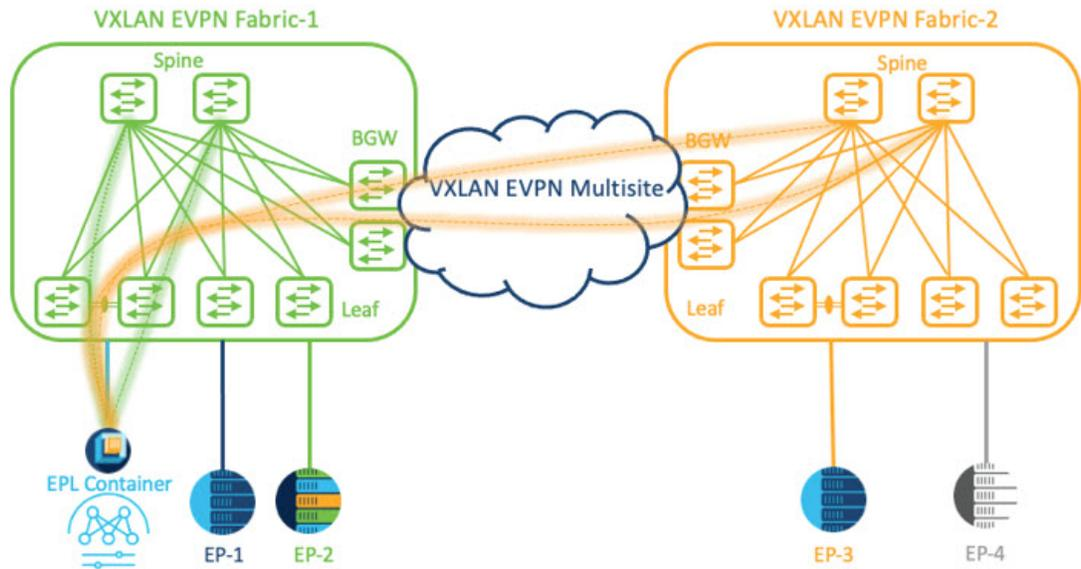 VXLAN EVPN Fabric-1
VXLAN EVPN Fabric-2
Spine
Spine
BGW
BGW
VXLAN EVPN Multisite
Leaf
Leaf
EPL Container
EP-1
EP-2
EP-3
EP-4